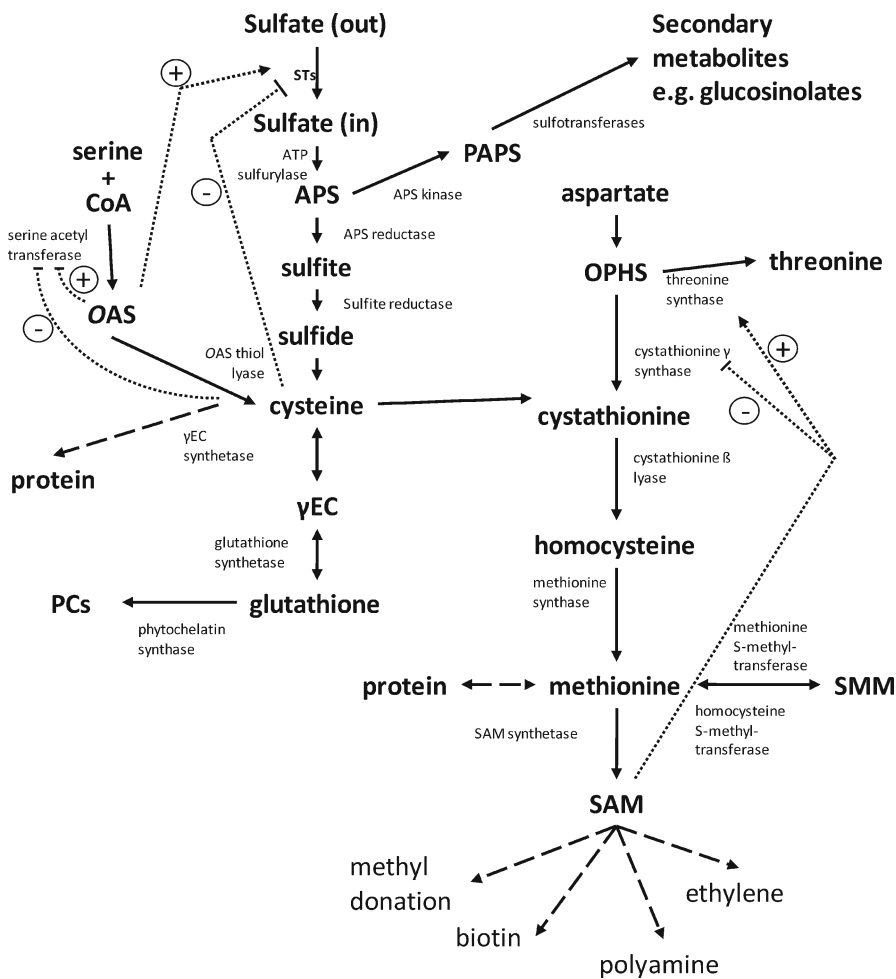 Sulfate (out)
Secondary
metabolites
e.g. glucosinolates
+
STs
Sulfate (in)
sulfotransferases
serine
+
CoA
ATP
sulfurylase
PAPS
-
APS
APS kinase
aspartate
serine acetyl
transferase
APS reductase
+
sulfite
OPHS
threonine
synthase
threonine
OAS
Sulfite reductase
-
sulfide
OAS thiol
lyase
cystathionine γ
synthase
+
-
cysteine
cystathionine
γEC
synthetase
protein
cystathionine ß
lyase
γEC
glutathione
synthetase
homocysteine
PCs
glutathione
methionine
synthase
phytochelatin
synthase
methionine
S-methyl-
transferase
protein
methionine
SMM
SAM synthetase
homocysteine
S-methyl-
transferase
SAM
methyl
donation
ethylene
biotin
polyamine